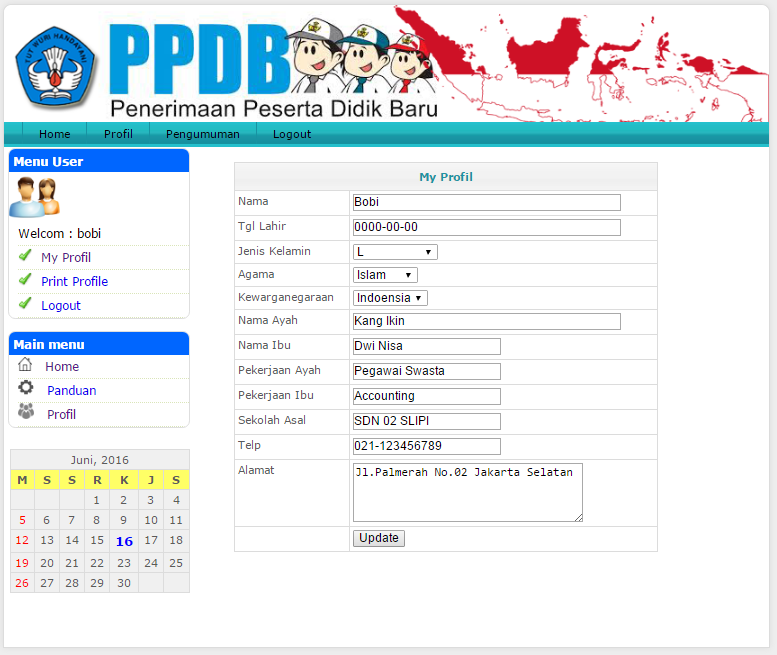 TUT WURI HANDAYANI
PPDB
Penerimaan Peserta Didik Baru
Home Profil Pengumuman Logout
Menu User
Welcom : bobi
My Profil
Print Profile
Logout
Main menu
Home
Panduan
Profil
Juni, 2016
M S S R K J S
1 2 3 4
5 6 7 8 9 10 11
12 13 14 15 16 17 18
19 20 21 22 23 24 25
26 27 28 29 30
My Profil
Nama Bobi
Tgl Lahir 0000-00-00
Jenis Kelamin L
Agama Islam
Kewarganegaraan Indoensia
Nama Ayah Kang Ikin
Nama Ibu Dwi Nisa
Pekerjaan Ayah Pegawai Swasta
Pekerjaan Ibu Accounting
Sekolah Asal SDN 02 SLIPI
Telp 021-123456789
Alamat Jl.Palmerah No.02 Jakarta Selatan
Update